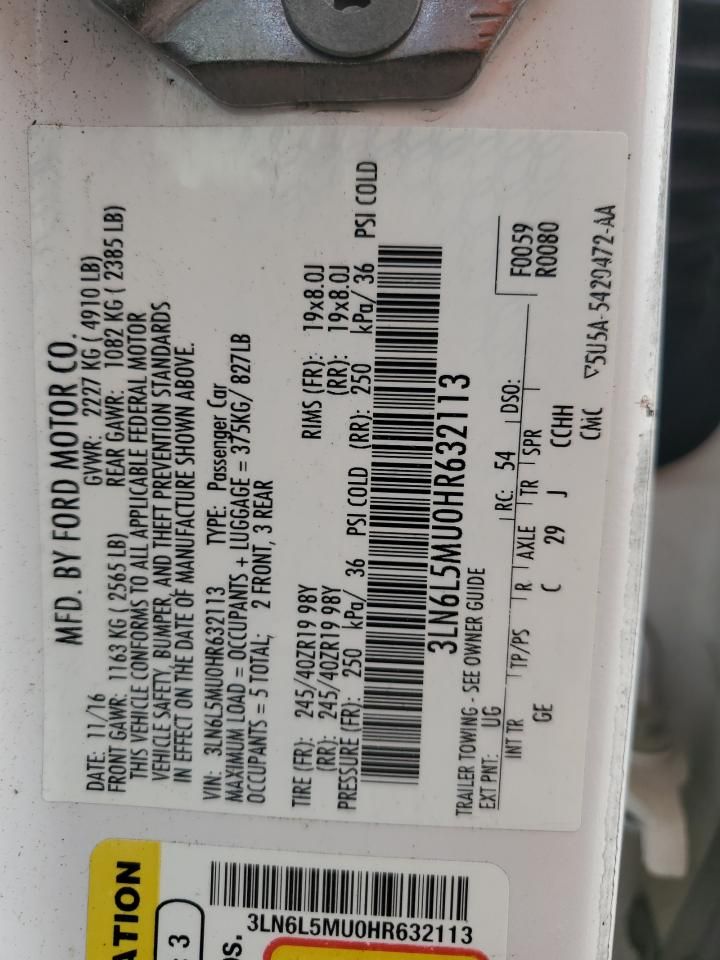 MFD. BY FORD MOTOR CO.
DATE: 11/16 GVWR: 2227 KG ( 4910 LB)
FRONT GAWR: 1163 KG ( 2565 LB) REAR GAWR: 1082 KG ( 2385 LB)
THIS VEHICLE CONFORMS TO ALL APPLICABLE FEDERAL MOTOR
VEHICLE SAFETY, BUMPER, AND THEFT PREVENTION STANDARDS
IN EFFECT ON THE DATE OF MANUFACTURE SHOWN ABOVE.
VIN: 3LN6L5MU0HR632113 TYPE: Passenger Car
MAXIMUM LOAD = OCCUPANTS + LUGGAGE = 375KG/ 827LB
OCCUPANTS = 5 TOTAL; 2 FRONT, 3 REAR
TIRE (FR): 245/40ZR19 98Y RIMS (FR): 19x8.0J
(RR): 245/40ZR19 98Y (RR): 19x8.0J
PRESSURE (FR): 250 kPa/ 36 PSI COLD (RR): 250 kPa/ 36 PSI COLD
3LN6L5MU0HR632113
TRAILER TOWING - SEE OWNER GUIDE
EXT PNT: UG RC: 54 DSO: F0059
R0080
INT TR TP/PS R AXLE TR SPR
GE C 29 J CCHH
CMC
▽5U5A-5420472-AA
ATION
3
os.
3LN6L5MU0HR632113